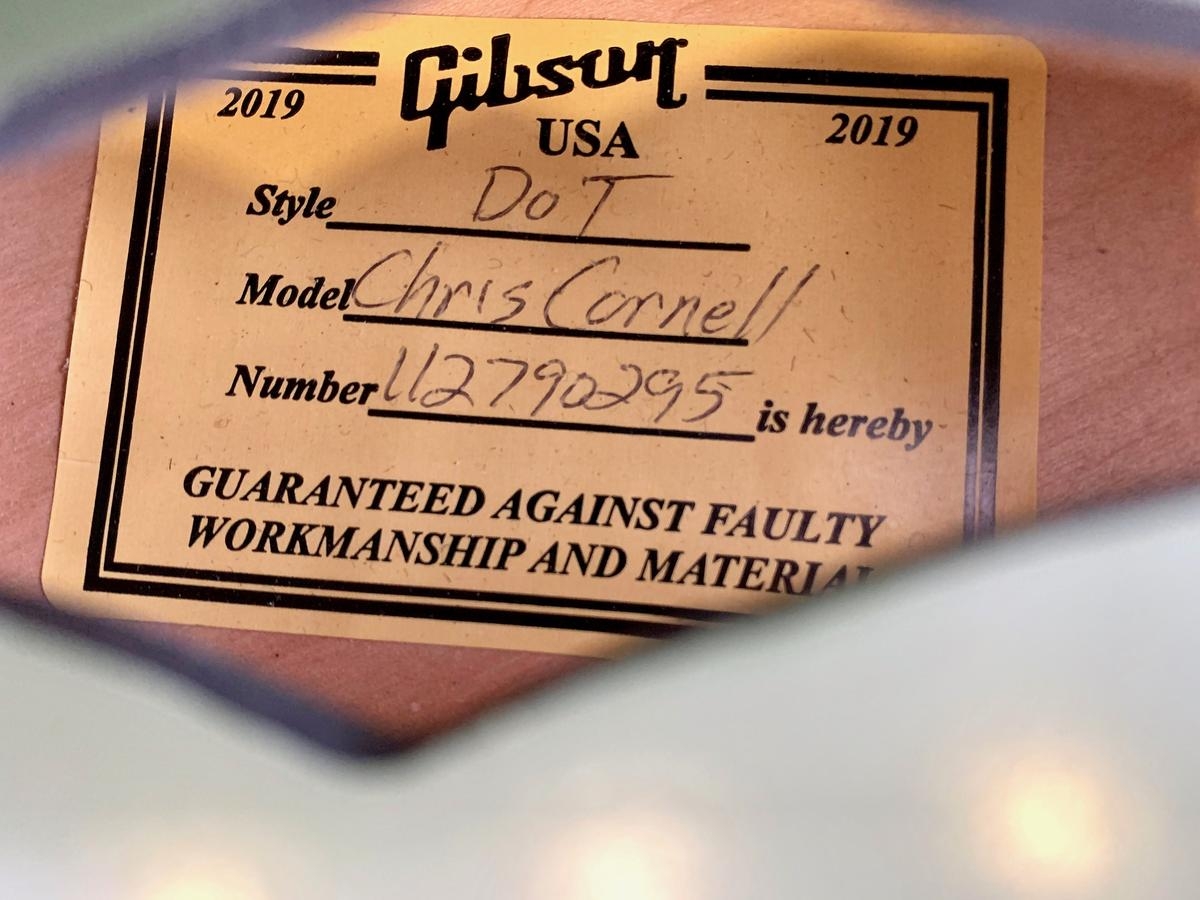 Gibson
2019 USA 2019
Style Dot
Model Chris Cornell
Number 112790295 is hereby
GUARANTEED AGAINST FAULTY
WORKMANSHIP AND MATERIAL